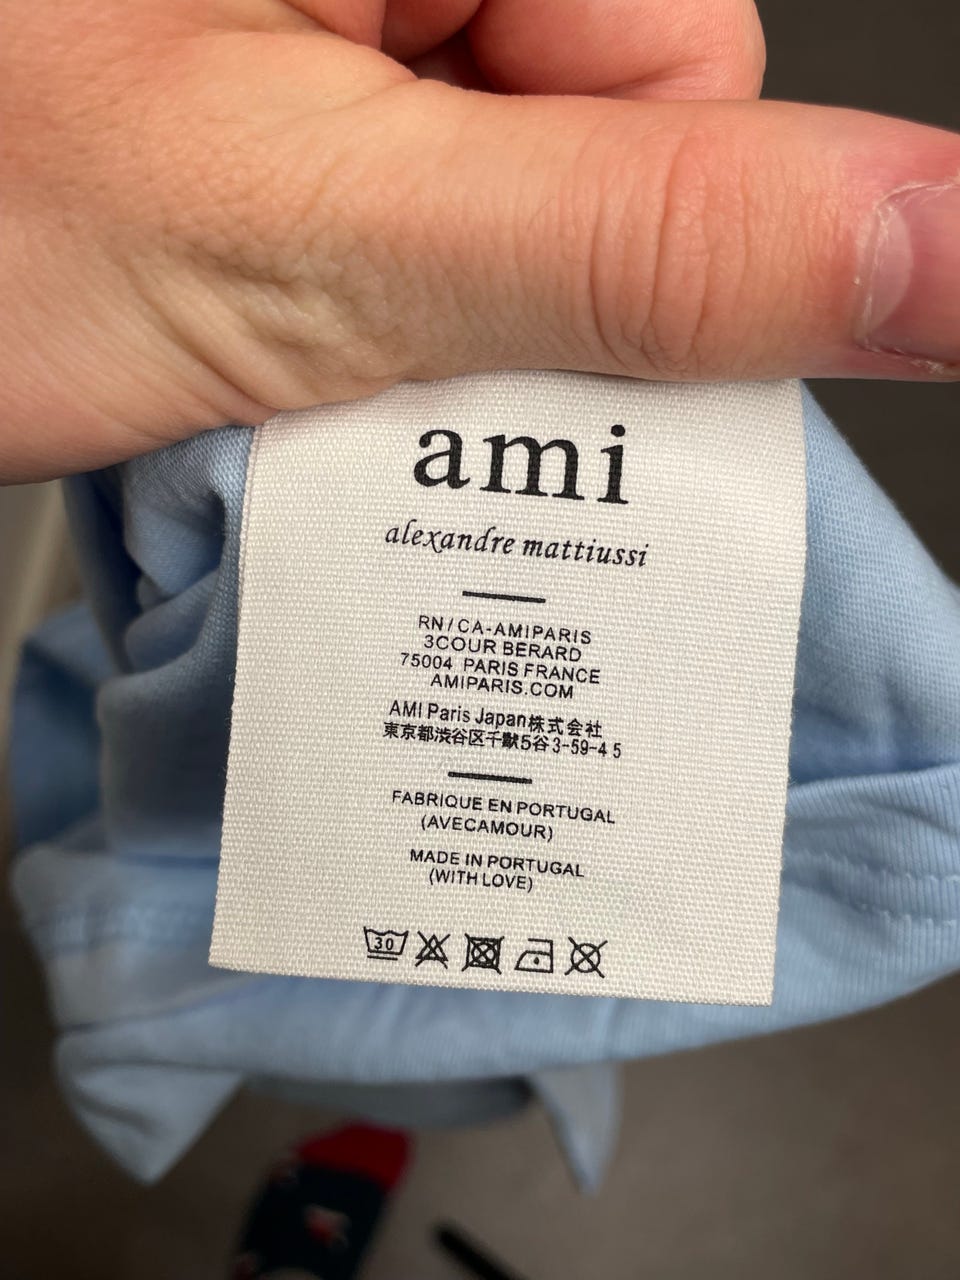 ami
alexandre mattiussi
RN/CA-AMIPARIS
3COUR BERARD
75004 PARIS FRANCE
AMIPARIS.COM
AMI Paris Japan株式会社
東京都渋谷区千獣5谷3-59-4 5
FABRIQUE EN PORTUGAL
(AVECAMOUR)
MADE IN PORTUGAL
(WITH LOVE)
30